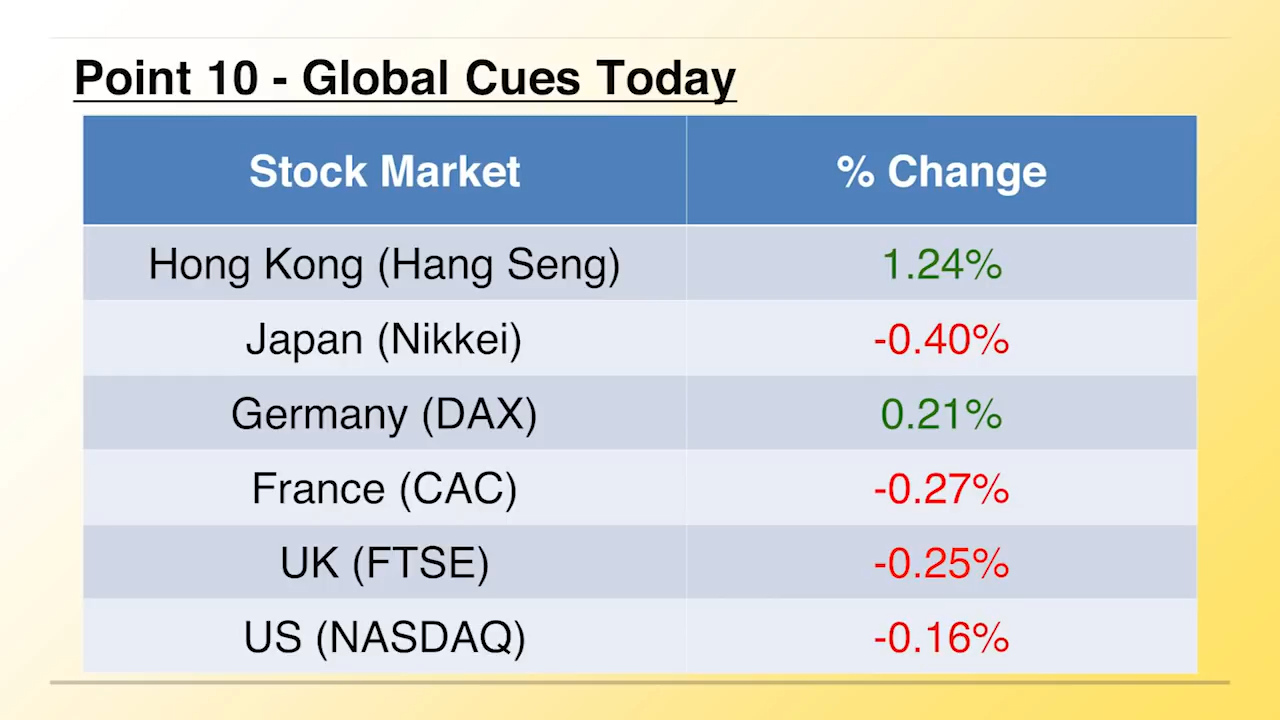 Point 10 - Global Cues Today
Stock Market % Change
Hong Kong (Hang Seng) 1.24%
Japan (Nikkei) -0.40%
Germany (DAX) 0.21%
France (CAC) -0.27%
UK (FTSE) -0.25%
US (NASDAQ) -0.16%